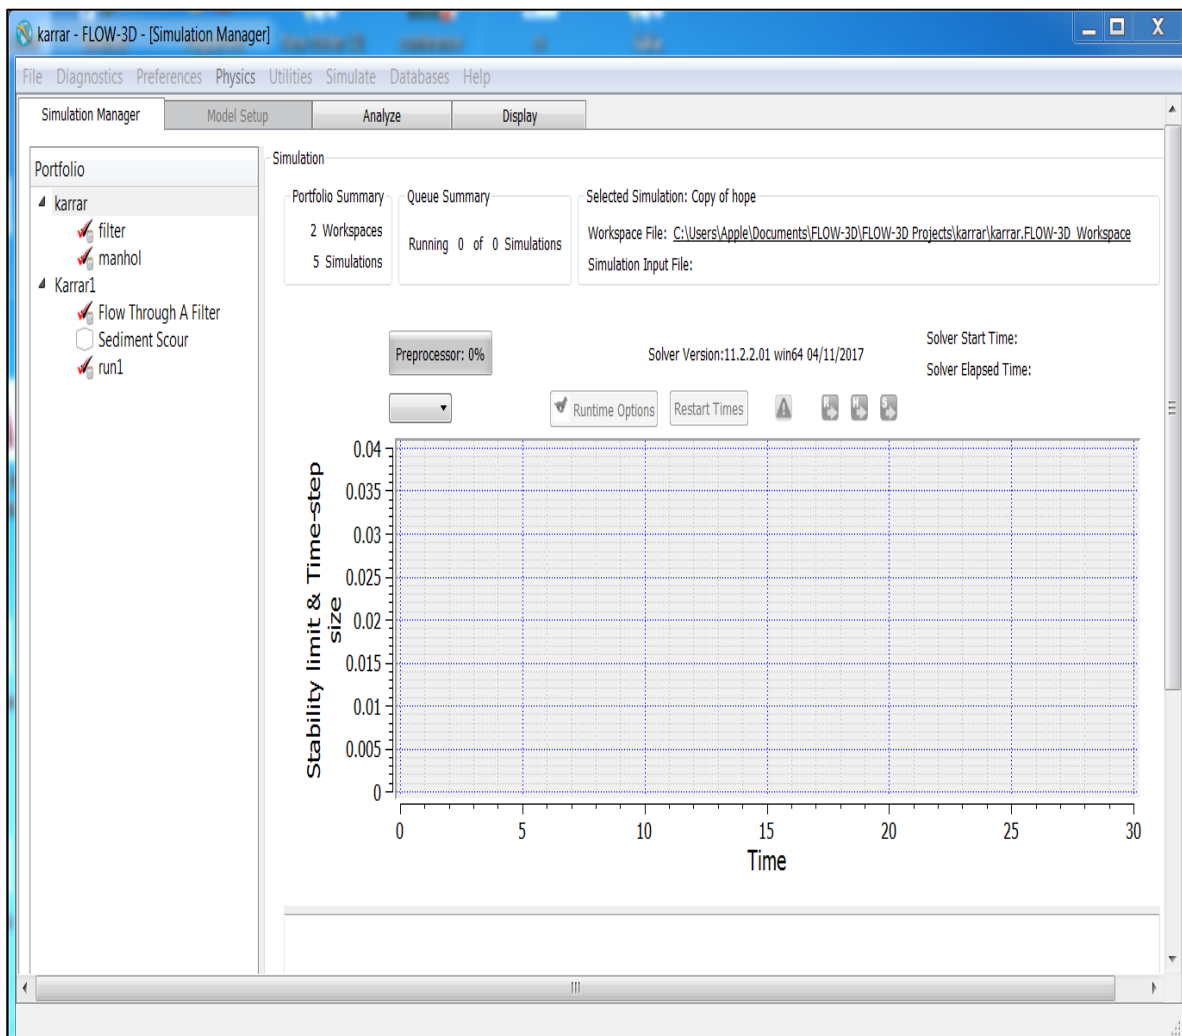 karrar - FLOW-3D - [Simulation Manager]
File Diagnostics Preferences Physics Utilities Simulate Databases Help
Simulation Manager Model Setup Analyze Display
Portfolio
karrar
filter
manhol
Karrar1
Flow Through A Filter
Sediment Scour
run1
Simulation
Portfolio Summary
2 Workspaces
5 Simulations
Queue Summary
Running 0 of 0 Simulations
Selected Simulation: Copy of hope
Workspace File: C:\Users\Apple\Documents\FLOW-3D\FLOW-3D Projects\karrar\karrar.FLOW-3D_Workspace
Simulation Input File:
Preprocessor: 0%
Solver Version:11.2.2.01 win64 04/11/2017
Solver Start Time:
Solver Elapsed Time:
Runtime Options
Restart Times
R H S
Stability limit & Time-step
size
0.04
0.035
0.03
0.025
0.02
0.015
0.01
0.005
0
0 5 10 15 20 25 30
Time